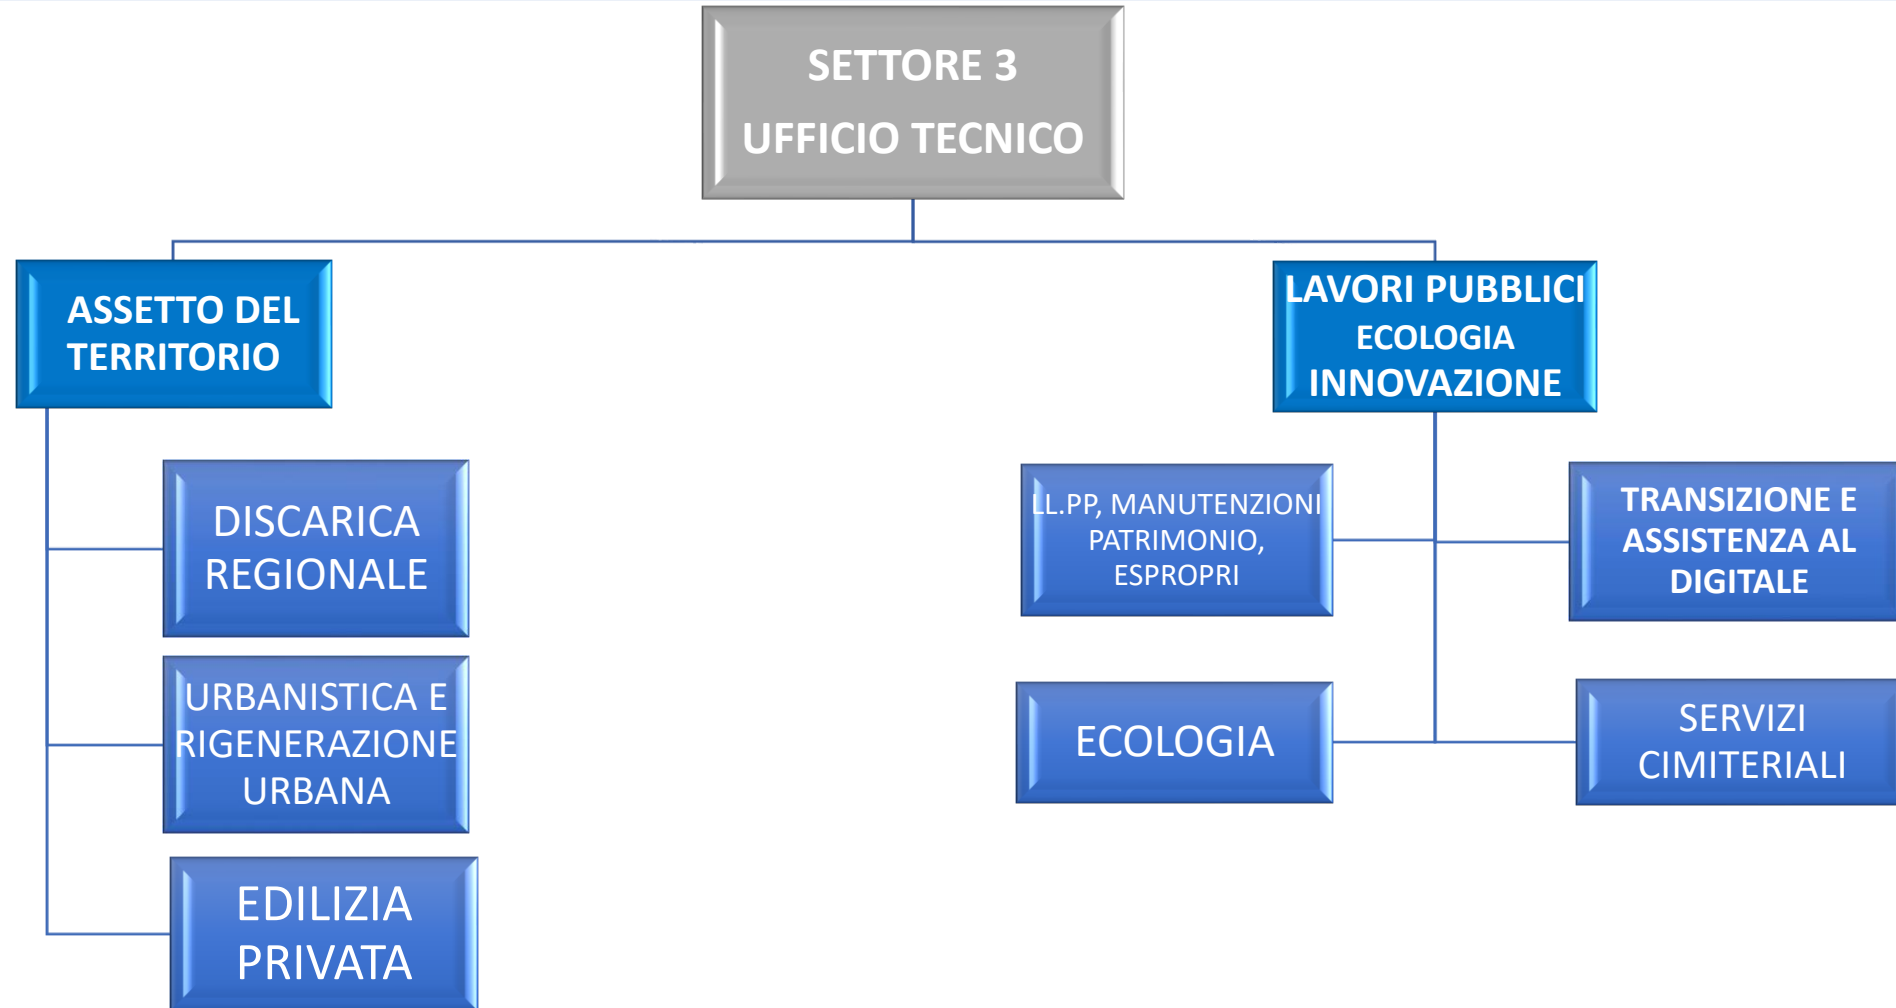 SETTORE 3
UFFICIO TECNICO
ASSETTO DEL
TERRITORIO
LAVORI PUBBLICI
ECOLOGIA
INNOVAZIONE
DISCARICA
REGIONALE
URBANISTICA E
RIGENERAZIONE
URBANA
EDILIZIA
PRIVATA
LL.PP, MANUTENZIONI
PATRIMONIO,
ESPROPRI
TRANSIZIONE E
ASSISTENZA AL
DIGITALE
ECOLOGIA
SERVIZI
CIMITERIALI